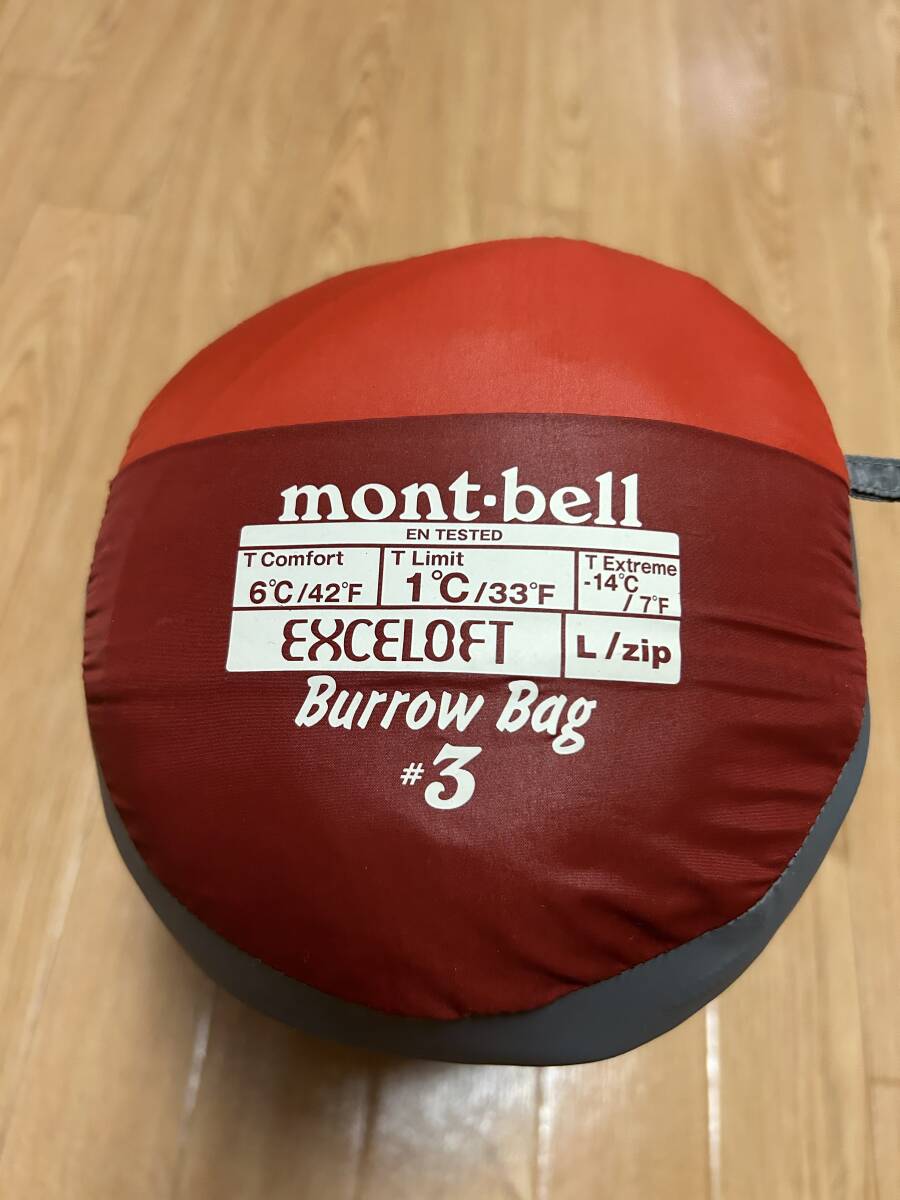 mont·bell
EN TESTED
T Comfort
6℃/42°F
T Limit
1℃/33°F
T Extreme
-14℃
/ 7°F
EXCELOFT
L/zip
Burrow Bag
#3